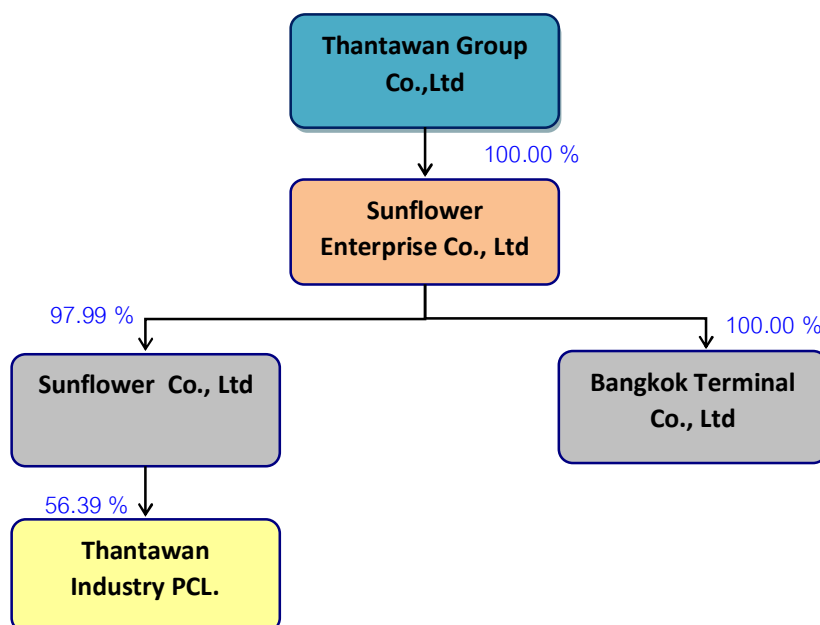 Thantawan Group
Co.,Ltd
100.00 %
Sunflower
Enterprise Co., Ltd
97.99 %
100.00 %
Sunflower Co., Ltd
Bangkok Terminal
Co., Ltd
56.39 %
Thantawan
Industry PCL.